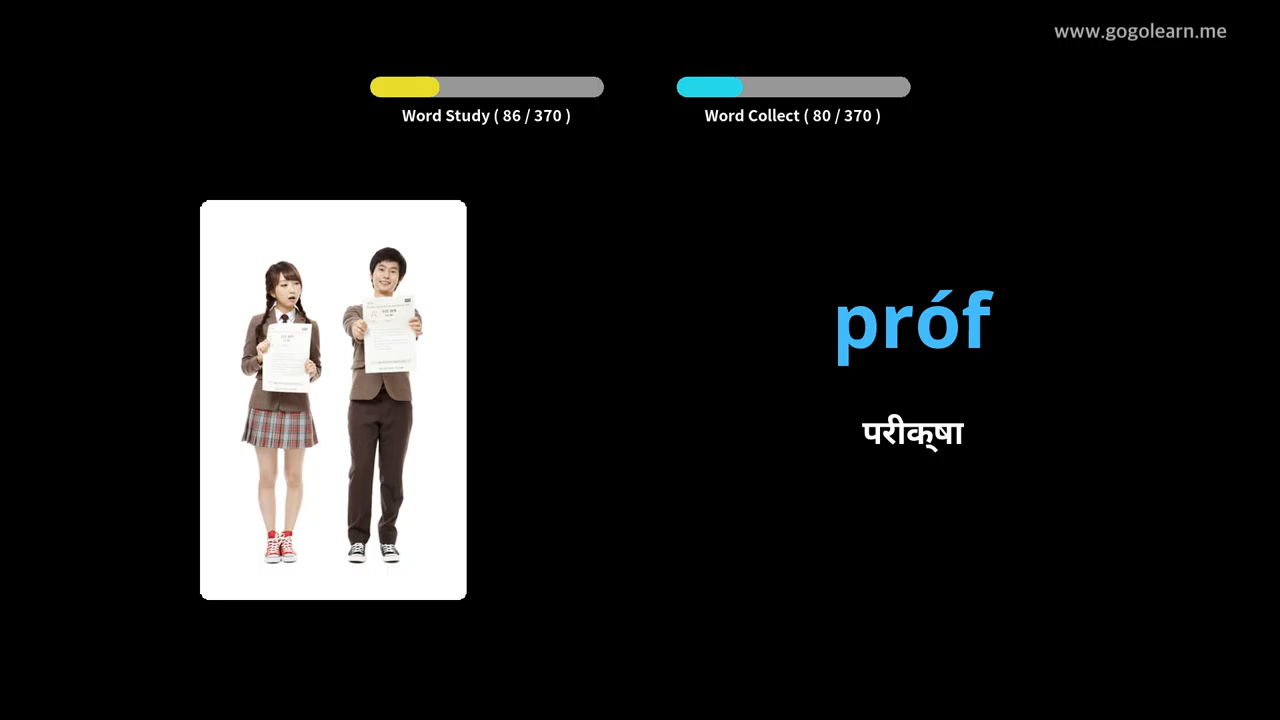 www.gogolearn.me
Word Study ( 86 / 370 )
Word Collect ( 80 / 370 )
próf
परीक्षा